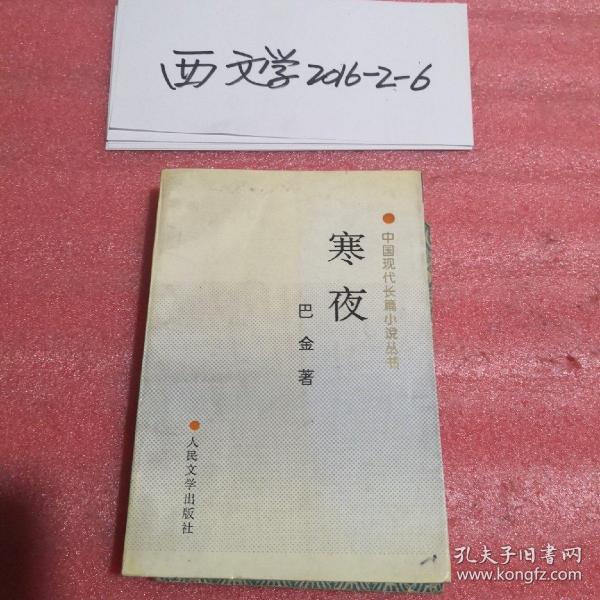 西文学2016-2-6
中国现代长篇小说丛书
寒夜
巴金著
人民文学出版社
孔夫子旧书网
www.kongfz.com